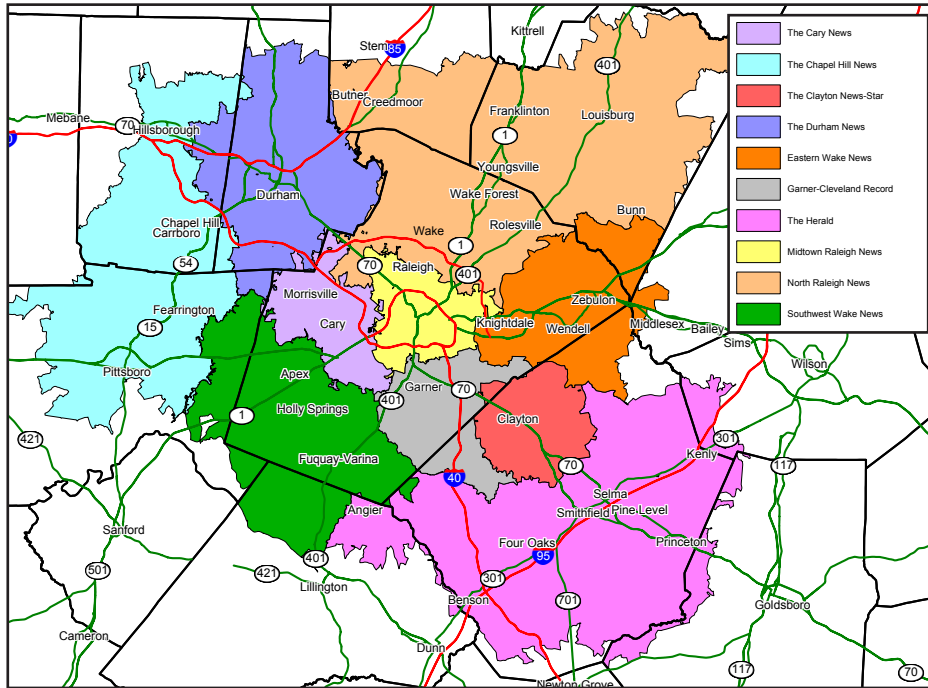 Kittrell
The Cary News
Stem
85
The Chapel Hill News
401
Butner
Creedmoor
The Clayton News-Star
Mebane
70
Hillsborough
Franklinton
Louisburg
The Durham News
1
Youngsville
Eastern Wake News
Durham
Wake Forest
Garner-Cleveland Record
Chapel Hill
Carrboro
Rolesville
Bunn
The Herald
Wake
1
54
70
Raleigh
401
Midtown Raleigh News
Morrisville
North Raleigh News
Fearrington
Zebulon
Southwest Wake News
15
Cary
Knightdale
Wendell
Middlesex
Bailey
Sims
Pittsboro
Apex
Garner
70
Wilson
1
Holly Springs
401
Clayton
421
301
Fuquay-Varina
40
70
Kenly
117
Angier
Selma
Smithfield
Pine Level
Sanford
Four Oaks
Princeton
501
401
95
421
Lillington
301
Benson
701
Goldsboro
Cameron
Dunn
117
70
Newton Grove